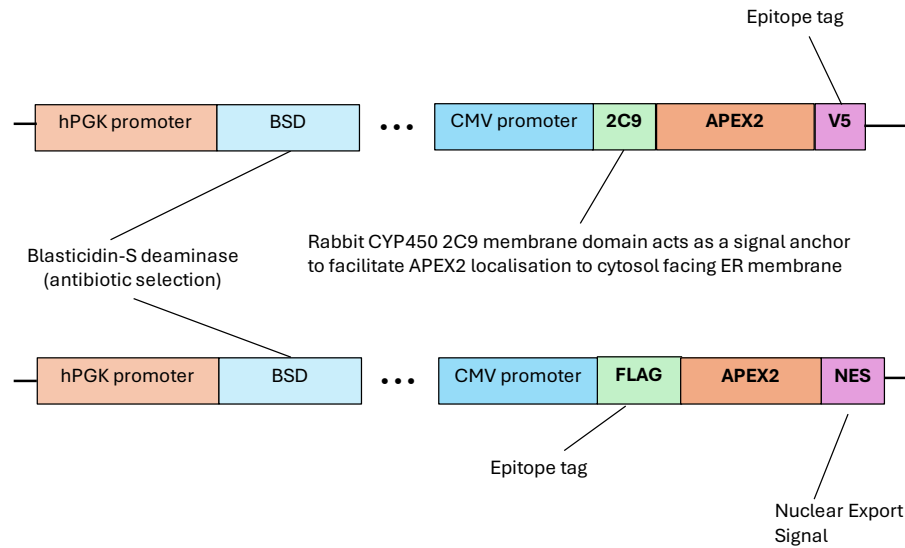 Epitope tag
hPGK promoter BSD ••• CMV promoter 2C9 APEX2 V5
Blasticidin-S deaminase
(antibiotic selection)
Rabbit CYP450 2C9 membrane domain acts as a signal anchor
to facilitate APEX2 localisation to cytosol facing ER membrane
hPGK promoter BSD ••• CMV promoter FLAG APEX2 NES
Epitope tag
Nuclear Export
Signal